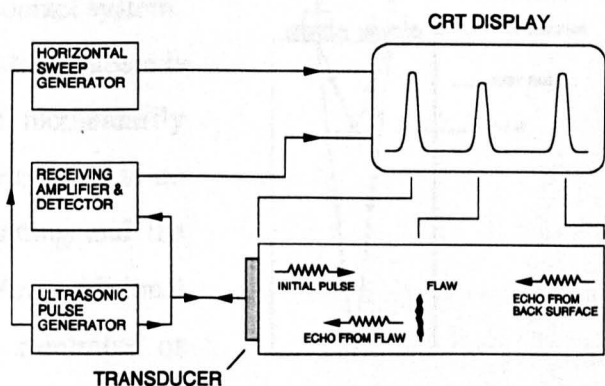 CRT DISPLAY
HORIZONTAL
SWEEP
GENERATOR
RECEIVING
AMPLIFIER &
DETECTOR
ULTRASONIC
PULSE
GENERATOR
INITIAL PULSE
FLAW
ECHO FROM
BACK SURFACE
ECHO FROM FLAW
TRANSDUCER